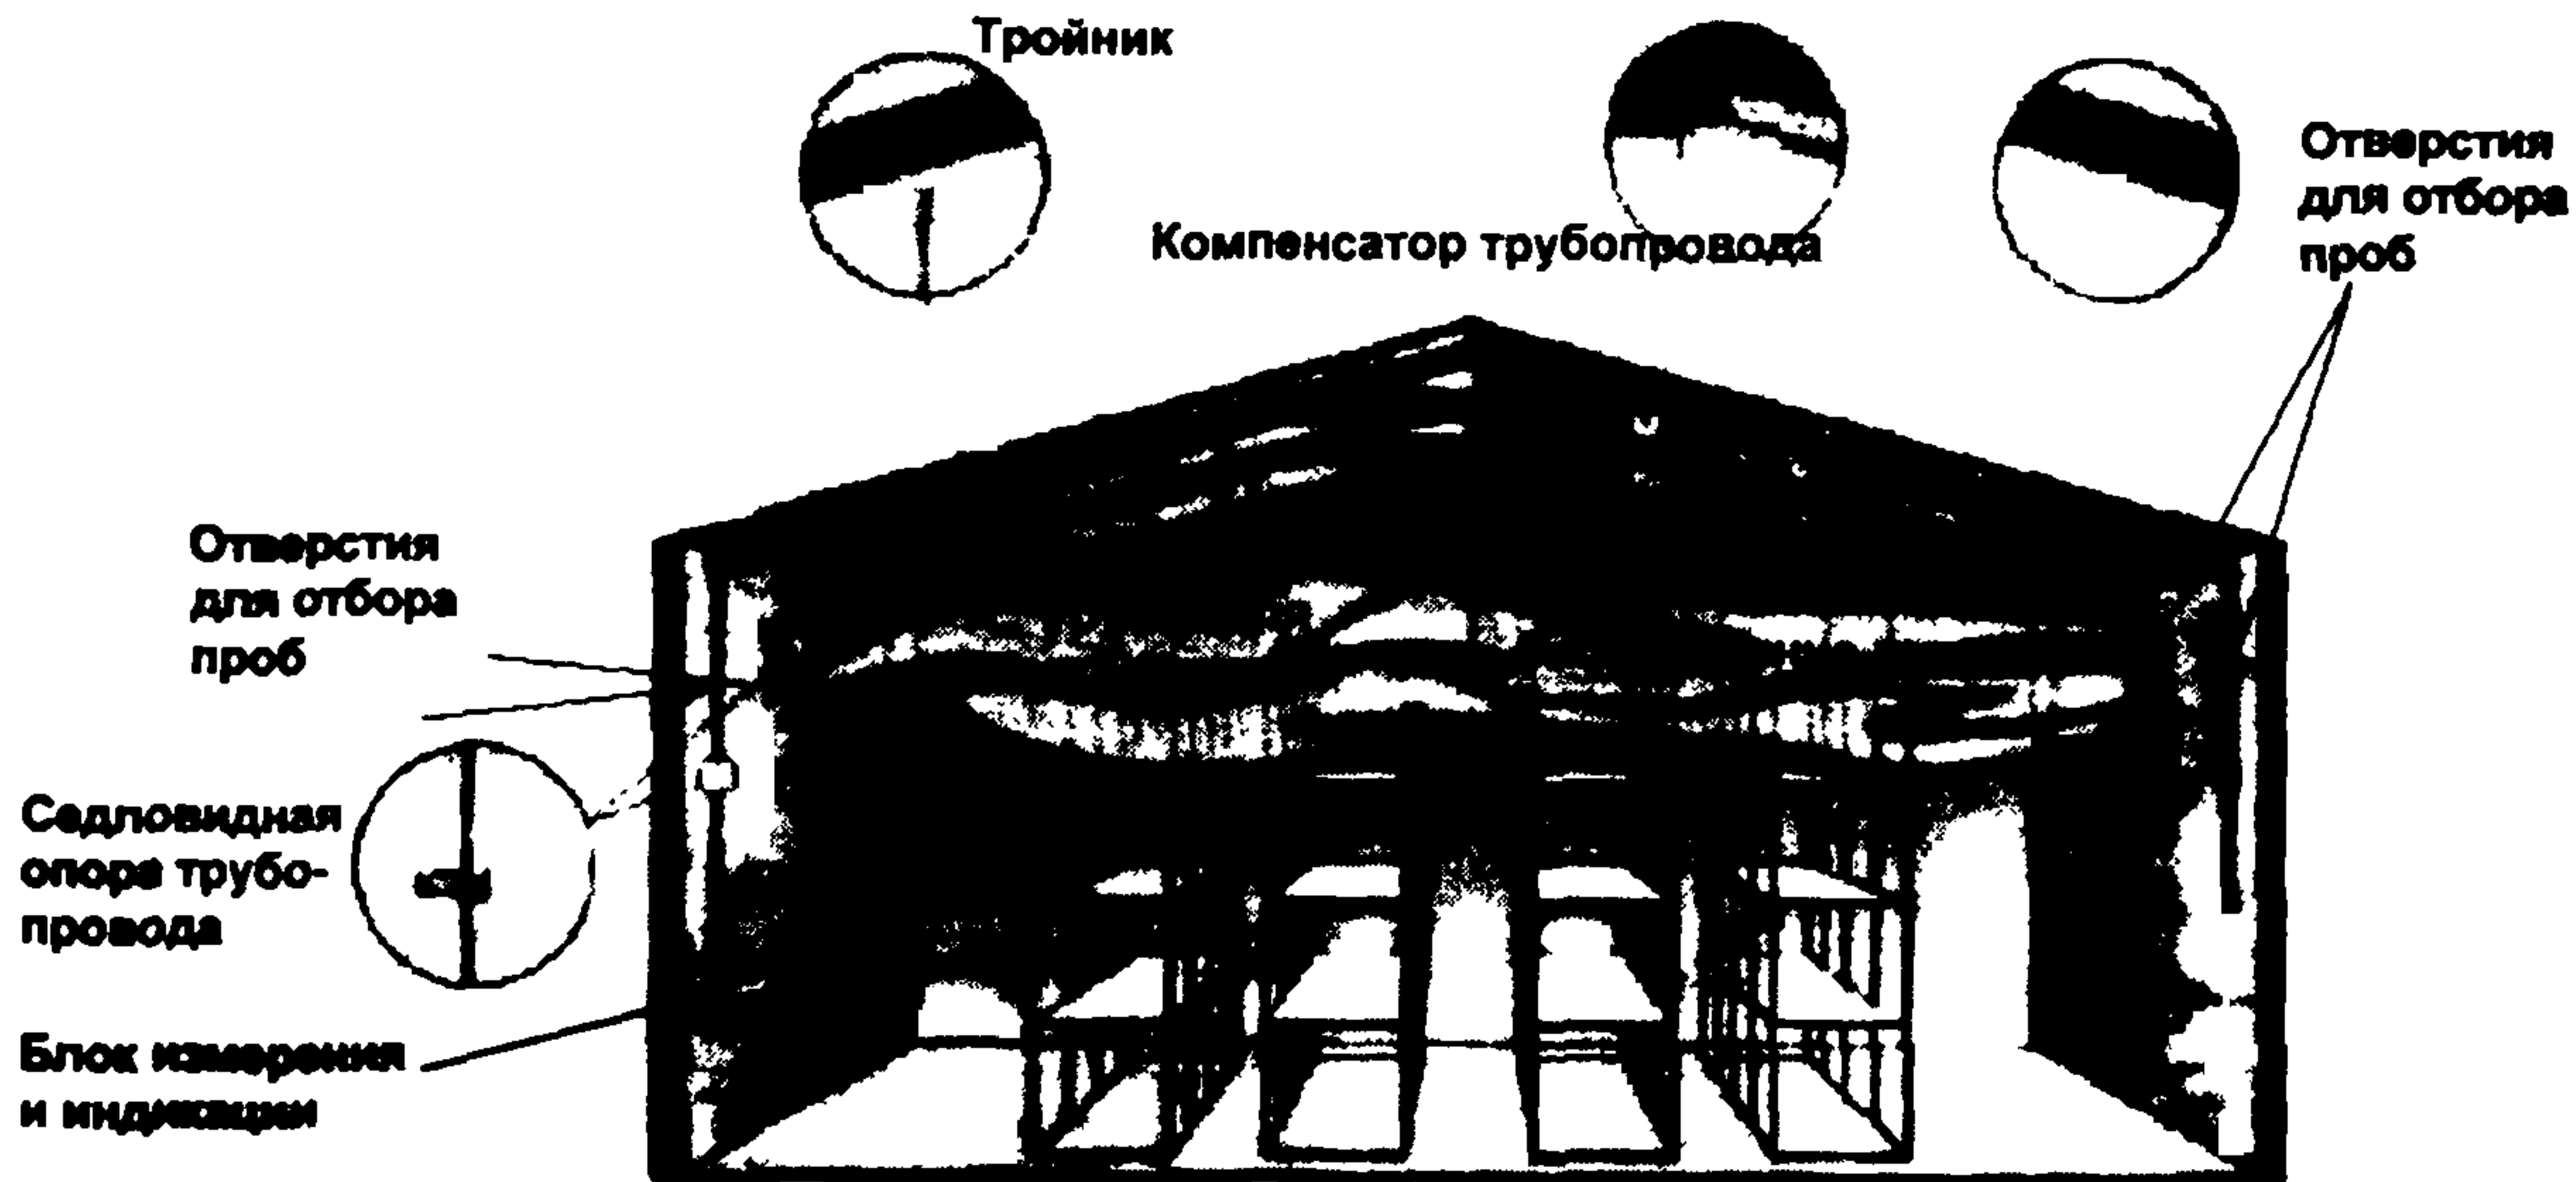 Тройник
Компенсатор трубопровода
Отверстия
для отбора
проб
Отверстия
для отбора
проб
Седловидная
опора трубо-
провода
Блок измерения
и индикации